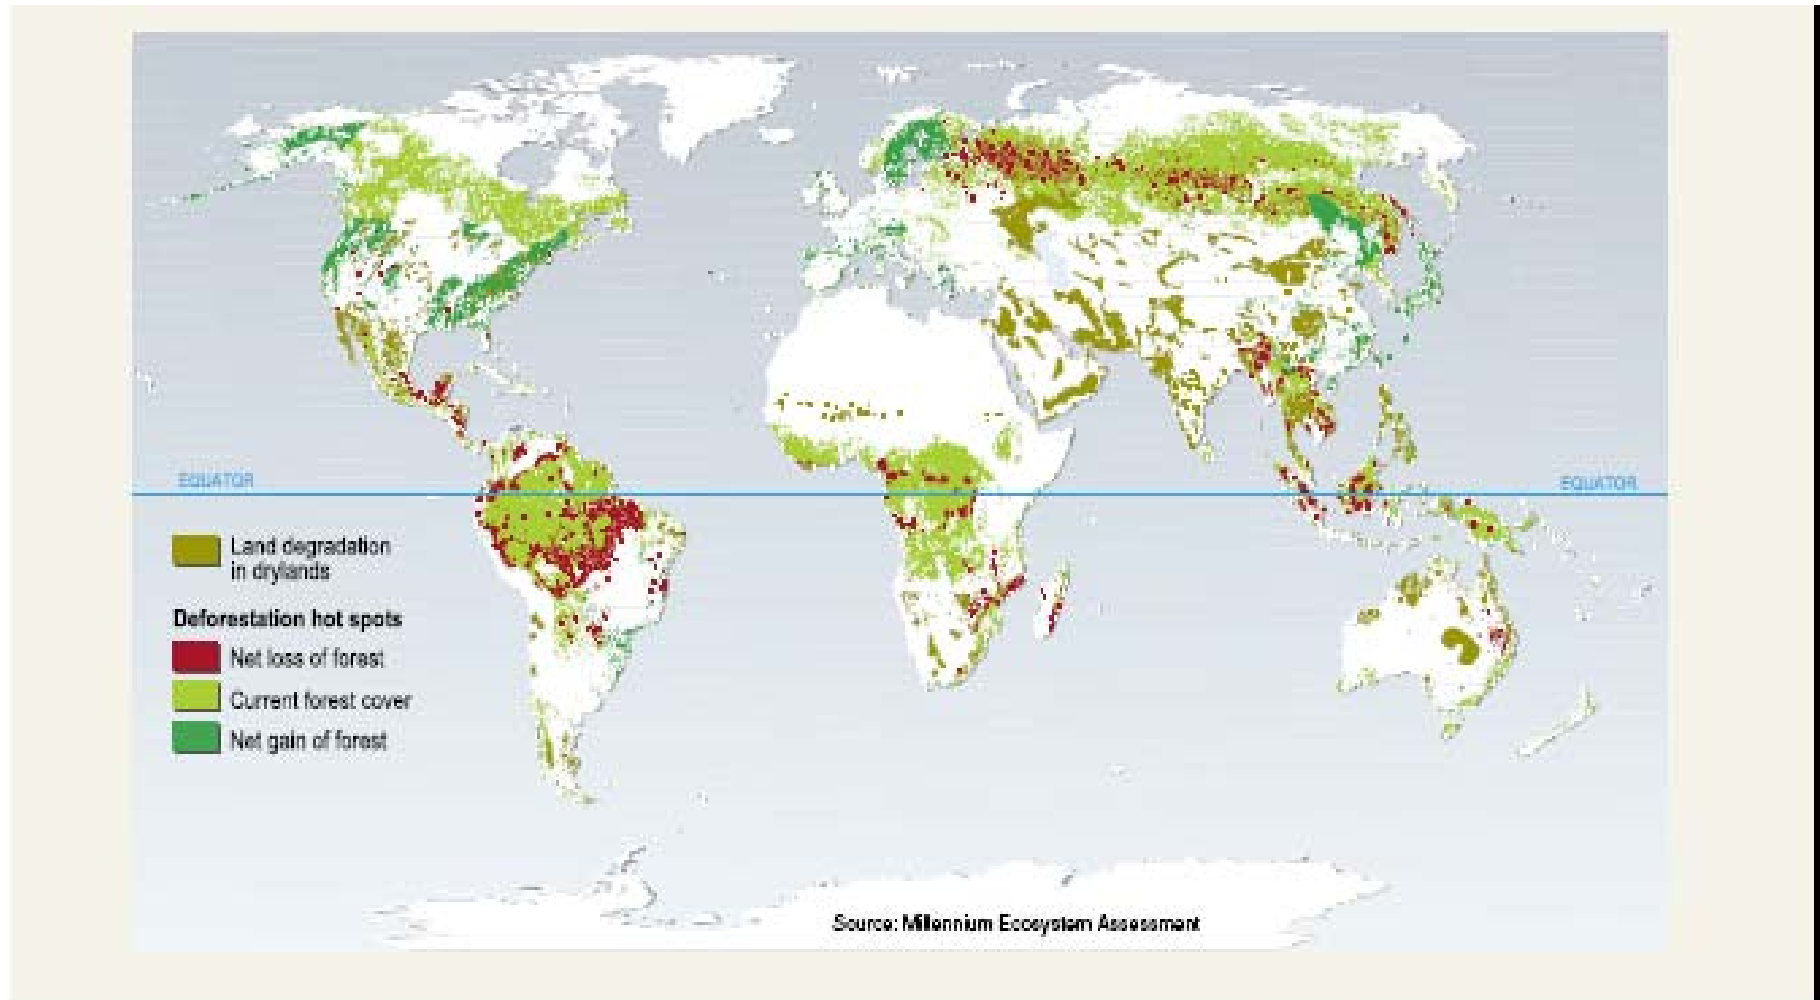 EQUATOR
EQUATOR
Land degradation
in drylands
Deforestation hot spots
Net loss of forest
Current forest cover
Net gain of forest
Source: Millennium Ecosystem Assessment